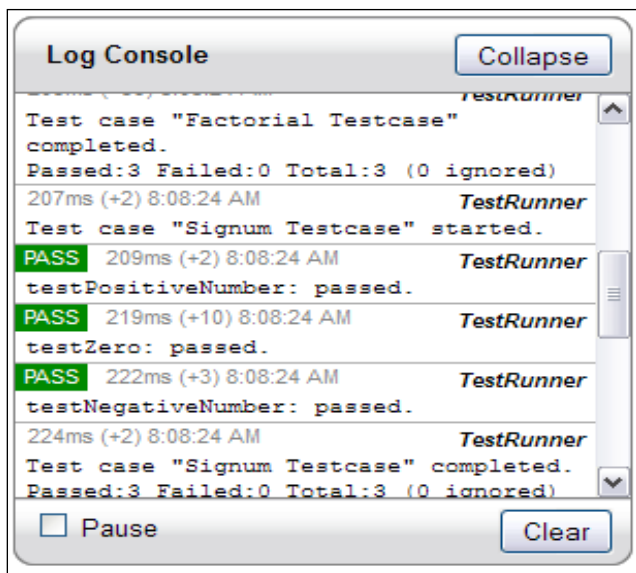 Log Console
Collapse
TestRunner
Test case "Factorial Testcase"
completed.
Passed:3 Failed:0 Total:3 (0 ignored)
207ms (+2) 8:08:24 AM TestRunner
Test case "Signum Testcase" started.
PASS 209ms (+2) 8:08:24 AM TestRunner
testPositiveNumber: passed.
PASS 219ms (+10) 8:08:24 AM TestRunner
testZero: passed.
PASS 222ms (+3) 8:08:24 AM TestRunner
testNegativeNumber: passed.
224ms (+2) 8:08:24 AM TestRunner
Test case "Signum Testcase" completed.
Passed:3 Failed:0 Total:3 (0 ignored)
Pause
Clear